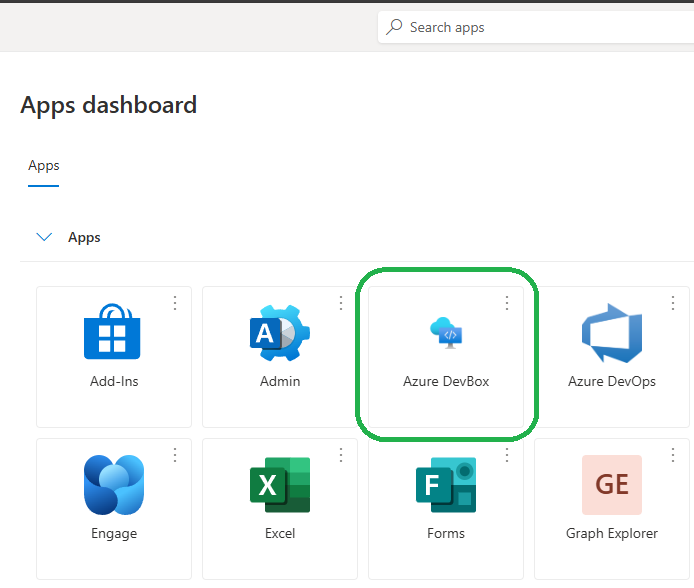 Search apps
Apps dashboard
Apps
Apps
A
Add-Ins
Admin
Azure DevBox
Azure DevOps
X
F
GE
Engage
Excel
Forms
Graph Explorer